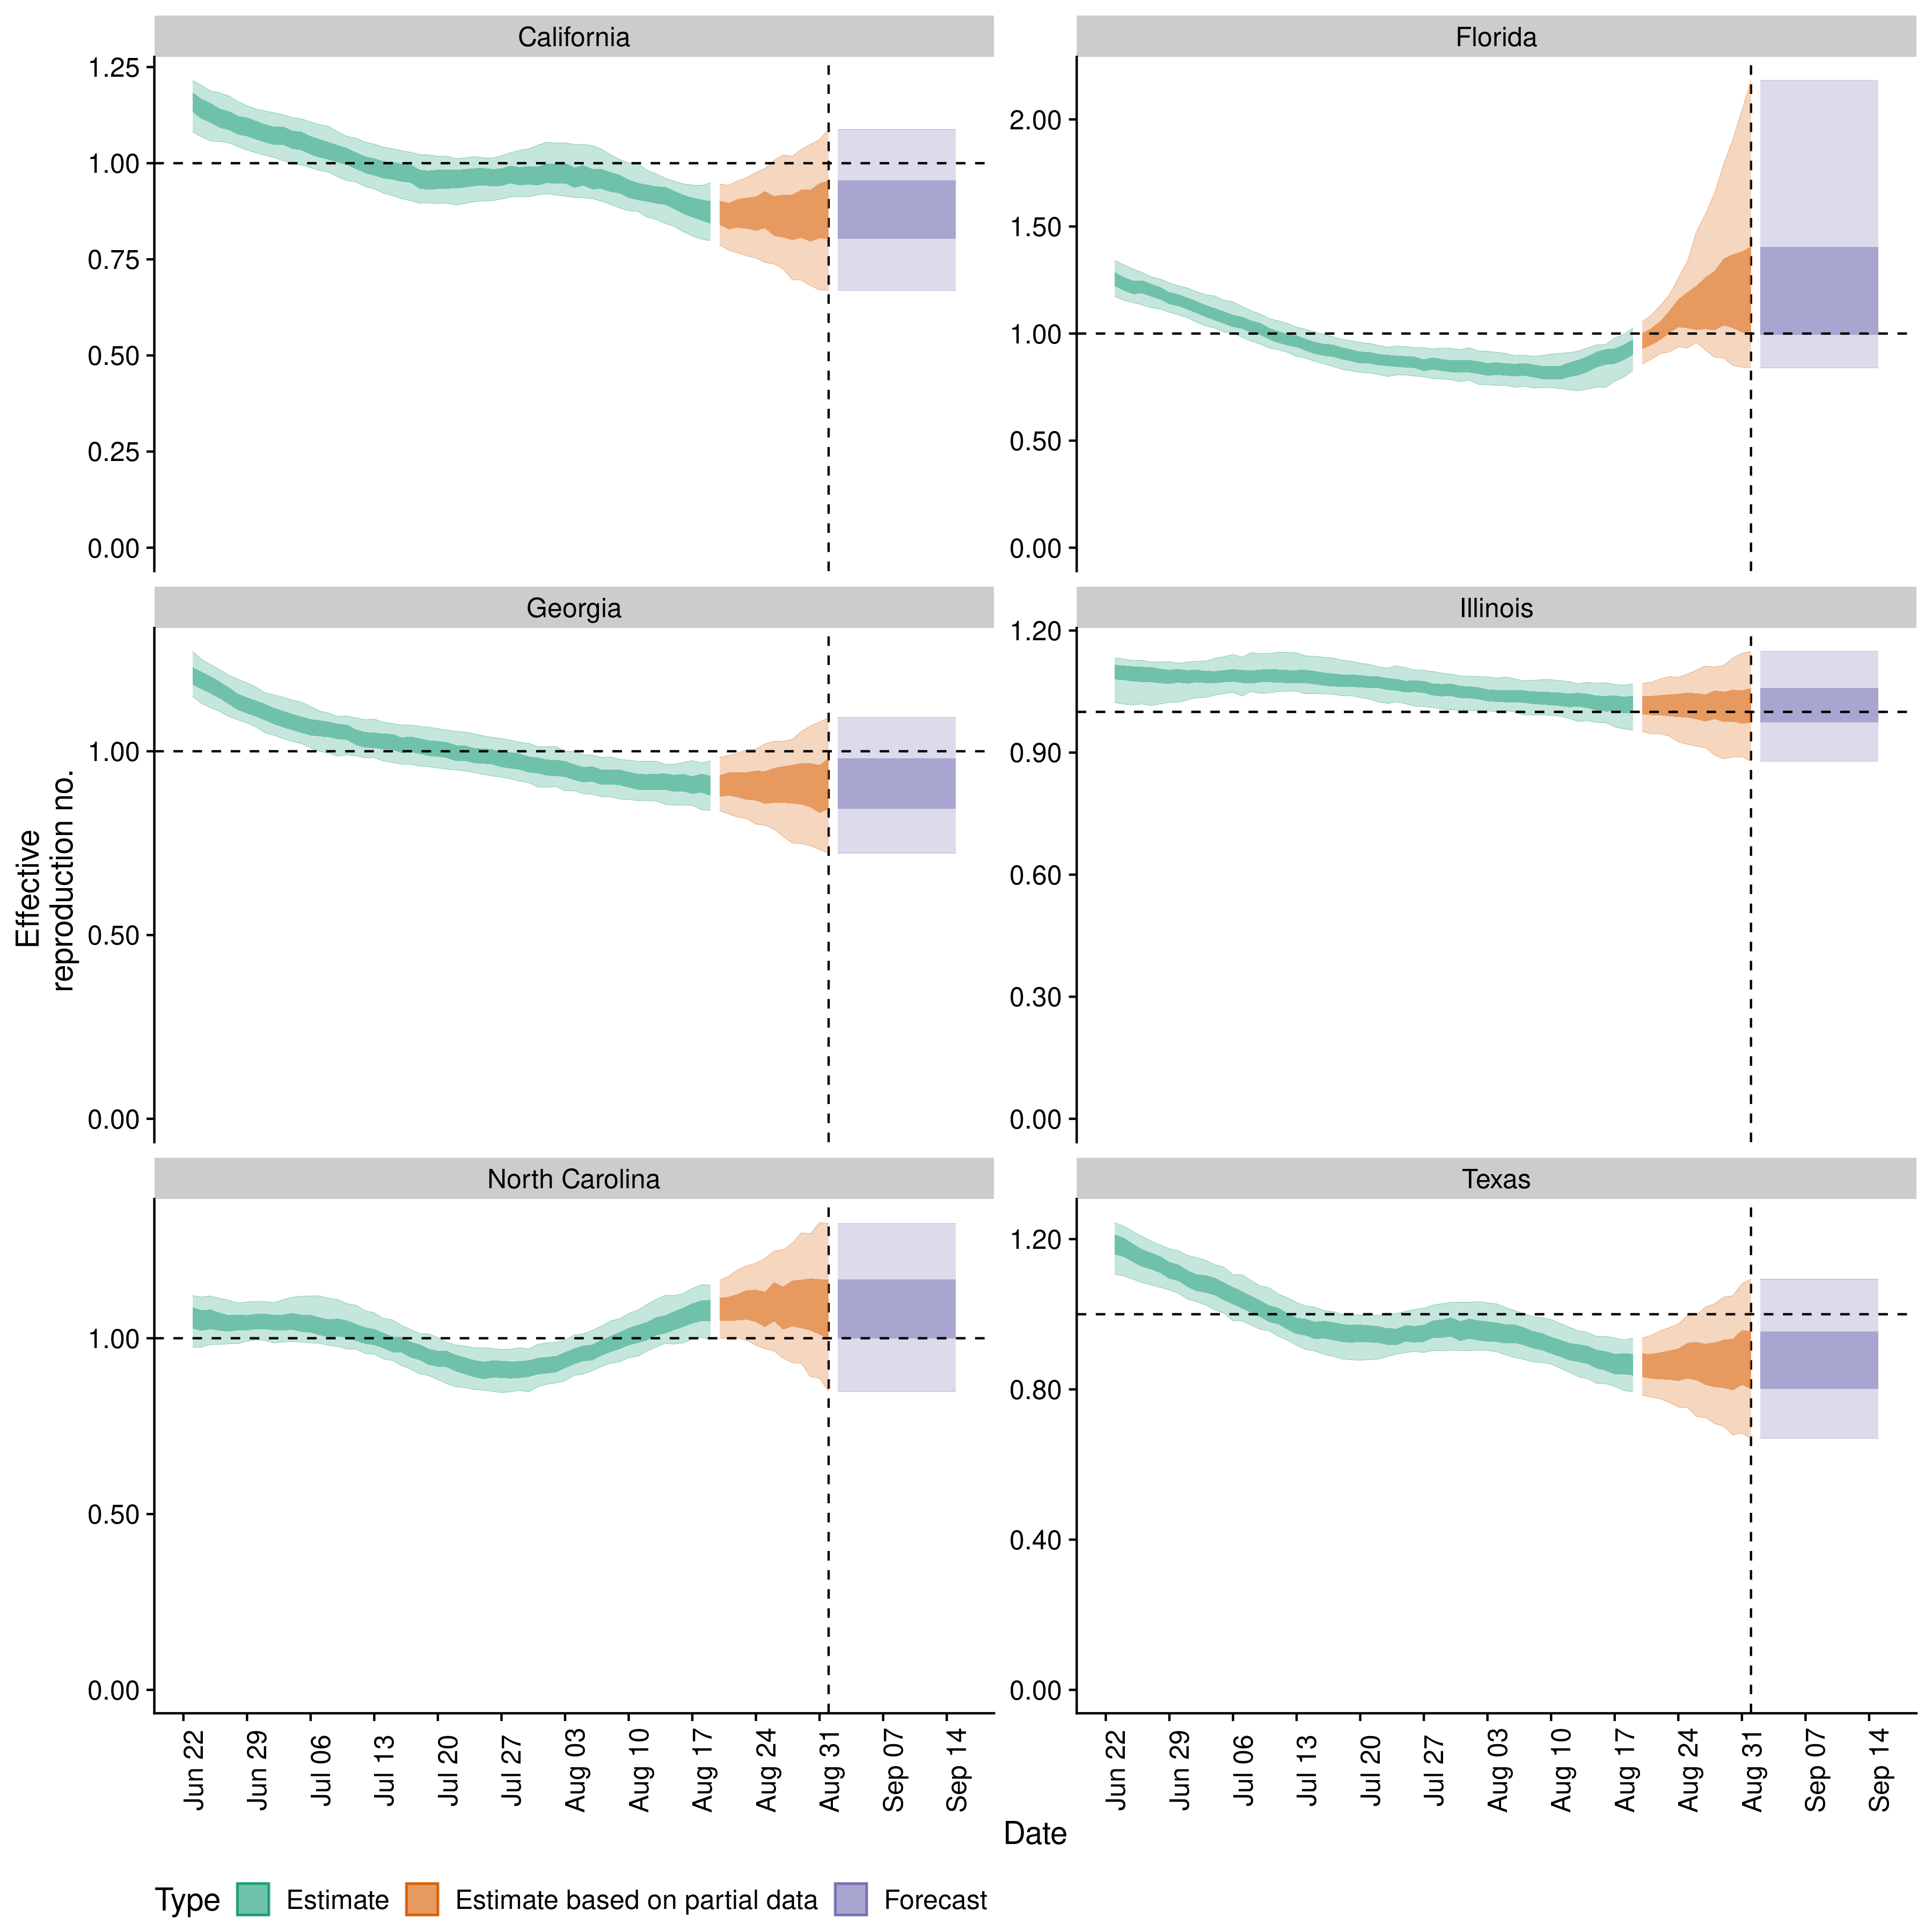 California
Florida
1.25
1.00
0.75
0.50
0.25
0.00
2.00
1.50
1.00
0.50
0.00
Georgia
Illinois
1.00
0.50
0.00
1.20
0.90
0.60
0.30
0.00
North Carolina
Texas
1.00
0.50
0.00
1.20
0.80
0.40
0.00
Effective
reproduction no.
Jun 22
Jun 29
Jul 06
Jul 13
Jul 20
Jul 27
Aug 03
Aug 10
Aug 17
Aug 24
Aug 31
Sep 07
Sep 14
Jun 22
Jun 29
Jul 06
Jul 13
Jul 20
Jul 27
Aug 03
Aug 10
Aug 17
Aug 24
Aug 31
Sep 07
Sep 14
Date
Type Estimate Estimate based on partial data Forecast